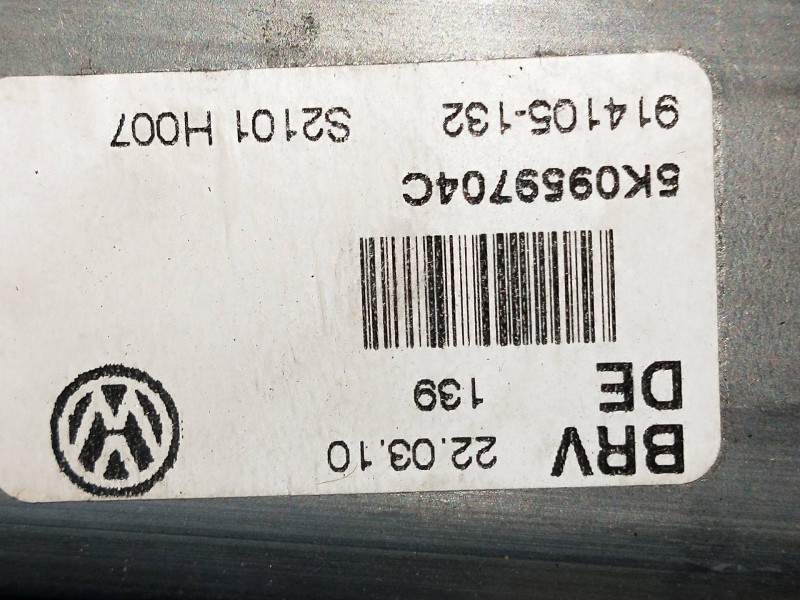 BRV 22.03.10
DE 139
5K0959704C
914105-132 S2101 H007